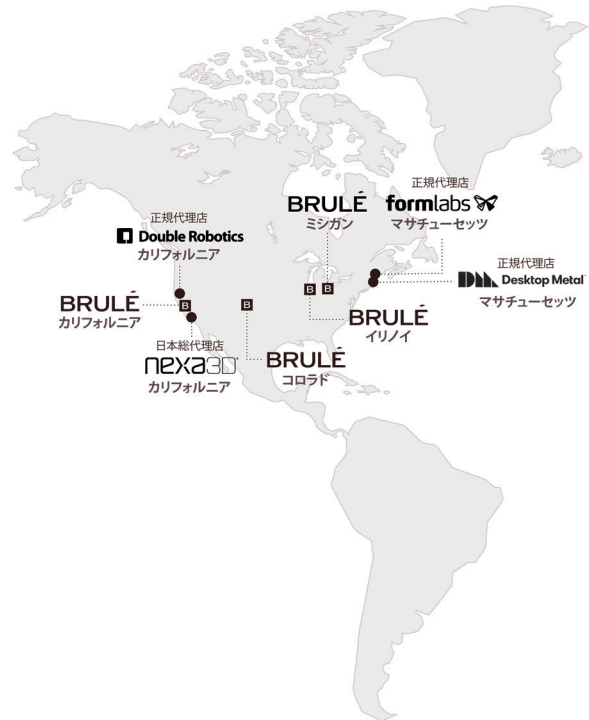 BRULÉ
ミシガン
正規代理店
formlabs
マサチューセッツ
正規代理店
Double Robotics
カリフォルニア
正規代理店
Desktop Metal
マサチューセッツ
BRULÉ
カリフォルニア
B
B
B
B
BRULÉ
イリノイ
日本総代理店
nexa3D
カリフォルニア
BRULÉ
コロラド